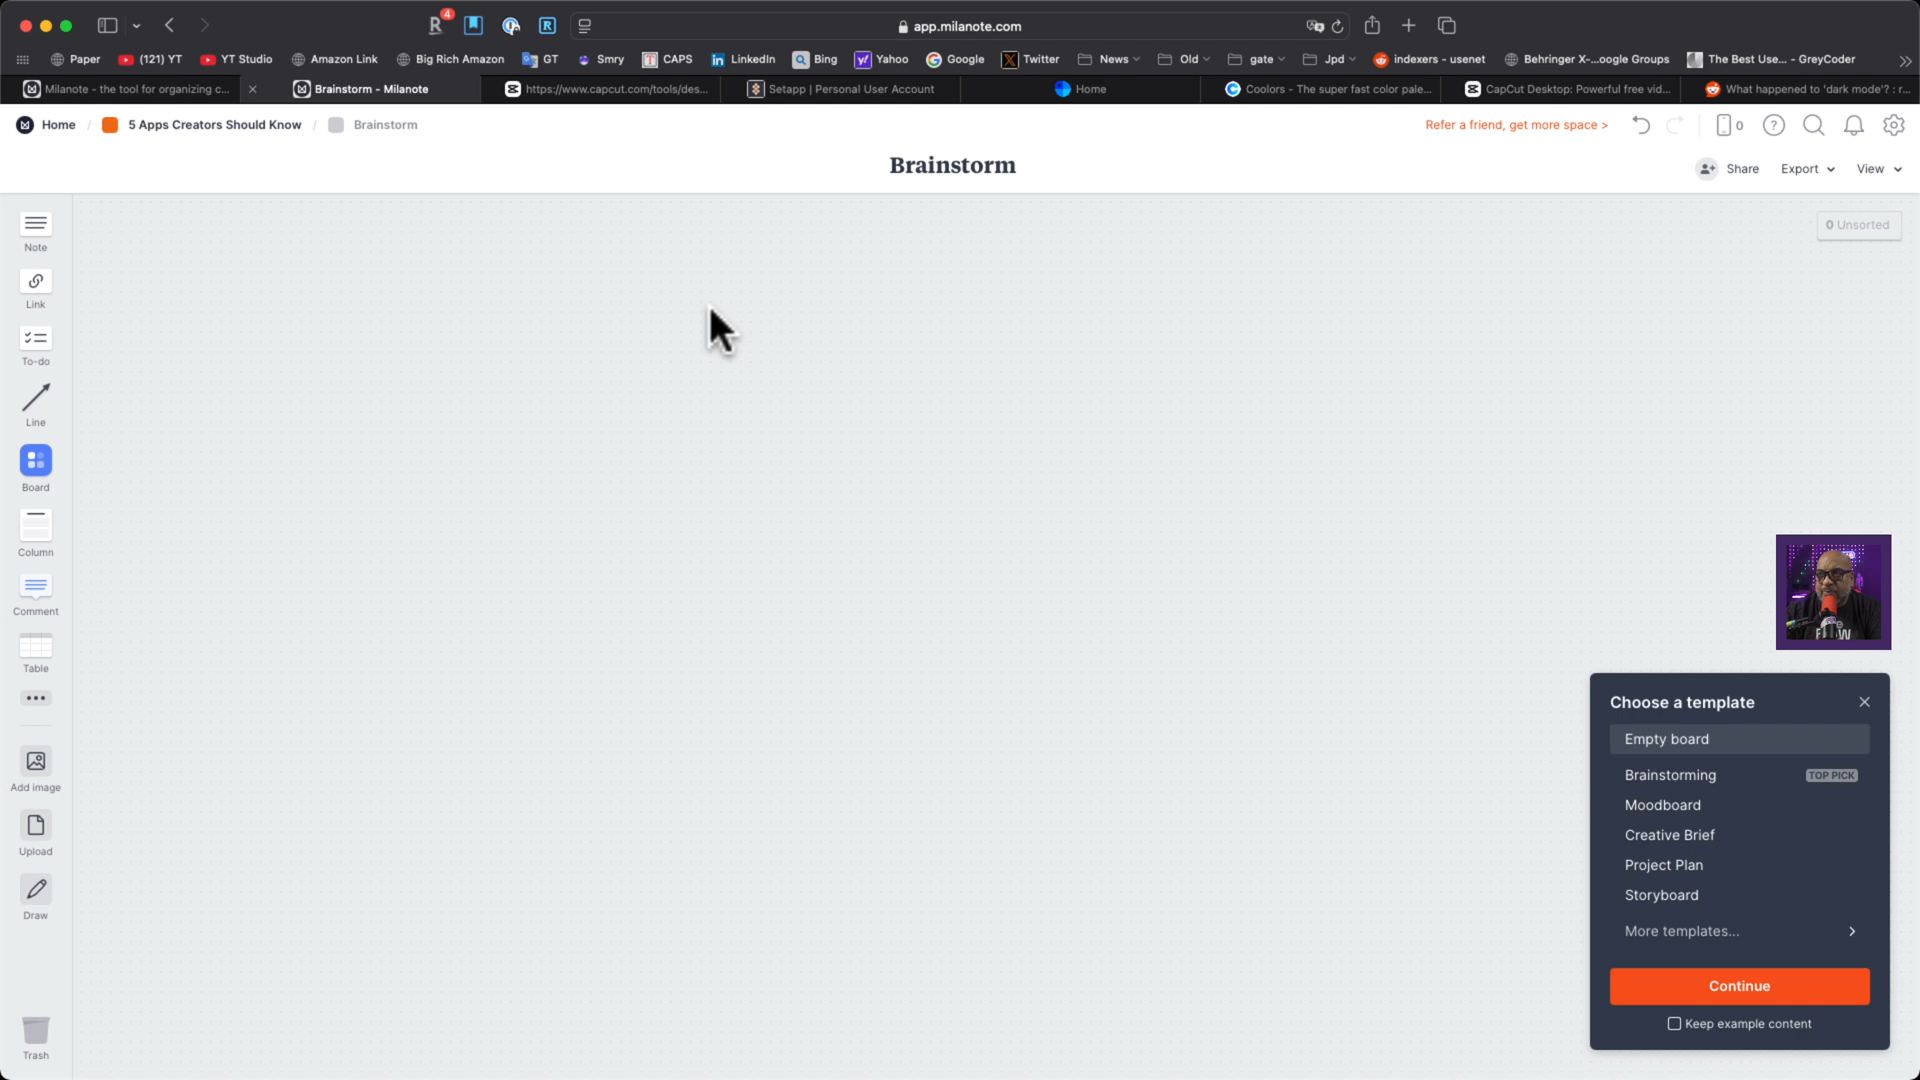 4
app.milanote.com
Paper
(121) YT
YT Studio
Amazon Link
Big Rich Amazon
GT
Smry
CAPS
LinkedIn
Bing
Yahoo
Google
Twitter
News
Old
gate
Jpd
indexers - usenet
Behringer X-...oogle Groups
The Best Use... - GreyCoder
Milanote - the tool for organizing c...
Brainstorm - Milanote
https://www.capcut.com/tools/des...
Setapp | Personal User Account
Home
Coolors - The super fast color pale...
CapCut Desktop: Powerful free vid...
What happened to 'dark mode'? : r...
Home / 5 Apps Creators Should Know / Brainstorm
Refer a friend, get more space >
0
Brainstorm
Share
Export
View
0 Unsorted
Note
Link
To-do
Line
Board
Column
Comment
Table
Add image
Upload
Draw
Trash
Choose a template
Empty board
Brainstorming TOP PICK
Moodboard
Creative Brief
Project Plan
Storyboard
More templates...
Continue
Keep example content